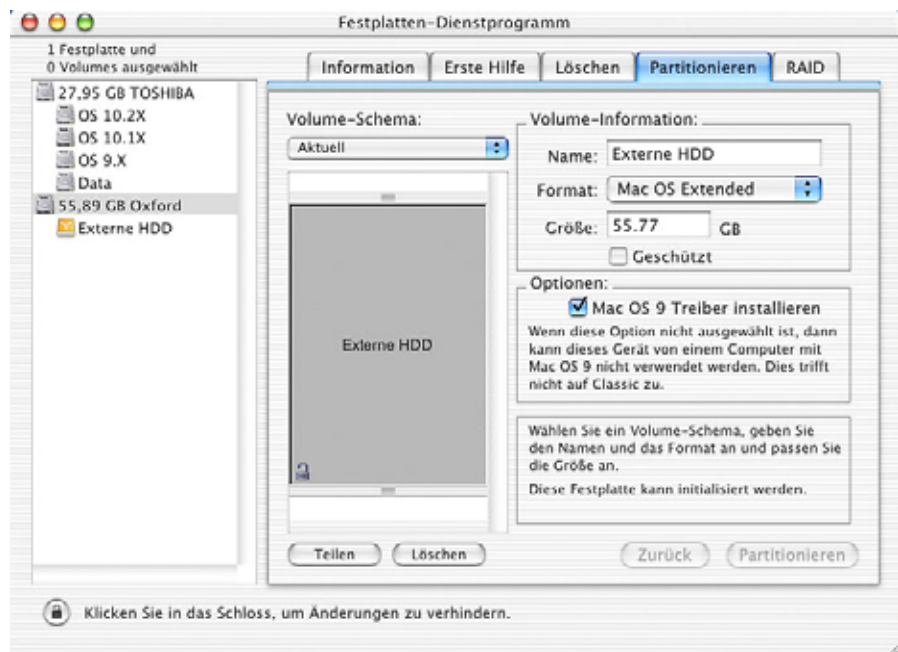 Festplatten-Dienstprogramm
1 Festplatte und
0 Volumes ausgewählt
27,95 GB TOSHIBA
OS 10.2X
OS 10.1X
OS 9.X
Data
55,89 GB Oxford
Externe HDD
Information
Erste Hilfe
Löschen
Partitionieren
RAID
Volume-Schema:
Aktuell
Externe HDD
Teilen
Löschen
Volume-Information:
Name: Externe HDD
Format: Mac OS Extended
Größe: 55.77 GB
Geschützt
Optionen:
Mac OS 9 Treiber installieren
Wenn diese Option nicht ausgewählt ist, dann
kann dieses Gerät von einem Computer mit
Mac OS 9 nicht verwendet werden. Dies trifft
nicht auf Classic zu.
Wählen Sie ein Volume-Schema, geben Sie
den Namen und das Format an und passen Sie
die Größe an.
Diese Festplatte kann initialisiert werden.
Zurück
Partitionieren
Klicken Sie in das Schloss, um Änderungen zu verhindern.